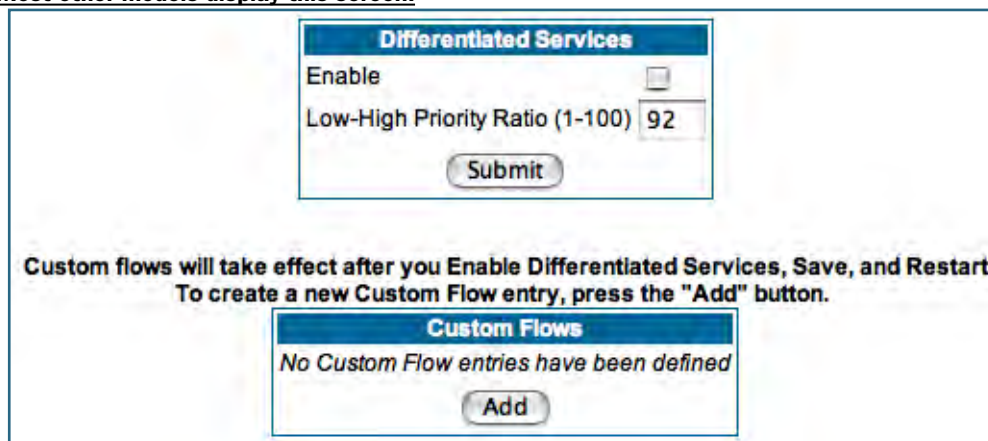 most other models display this screen.
Differentiated Services
Enable
Low-High Priority Ratio (1-100) 92
Submit
Custom flows will take effect after you Enable Differentiated Services, Save, and Restart
To create a new Custom Flow entry, press the "Add" button.
Custom Flows
No Custom Flow entries have been defined
Add